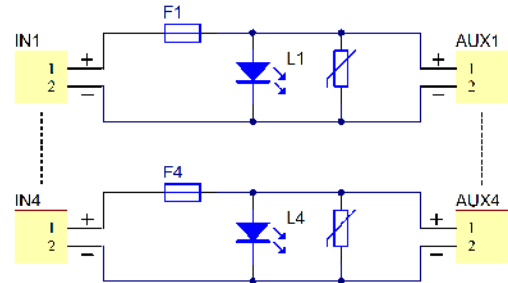 F1
IN1 AUX1
1 + L1 + 1
2 − − 2
F4
IN4 AUX4
1 + L4 + 1
2 − − 2